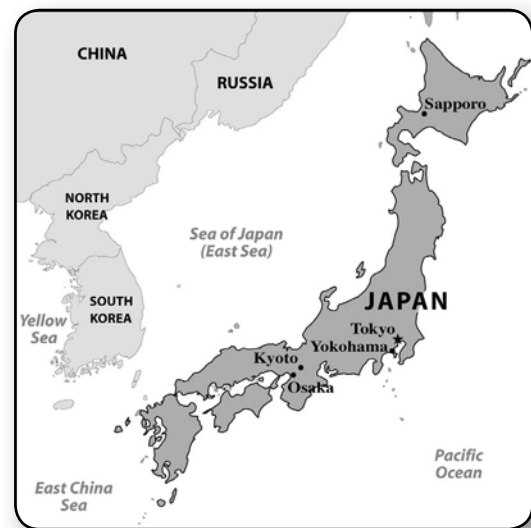 CHINA
RUSSIA
Sapporo
NORTH
KOREA
Sea of Japan
(East Sea)
SOUTH
KOREA
JAPAN
Yellow
Sea
Tokyo
Yokohama
Kyoto
Osaka
Pacific
Ocean
East China
Sea